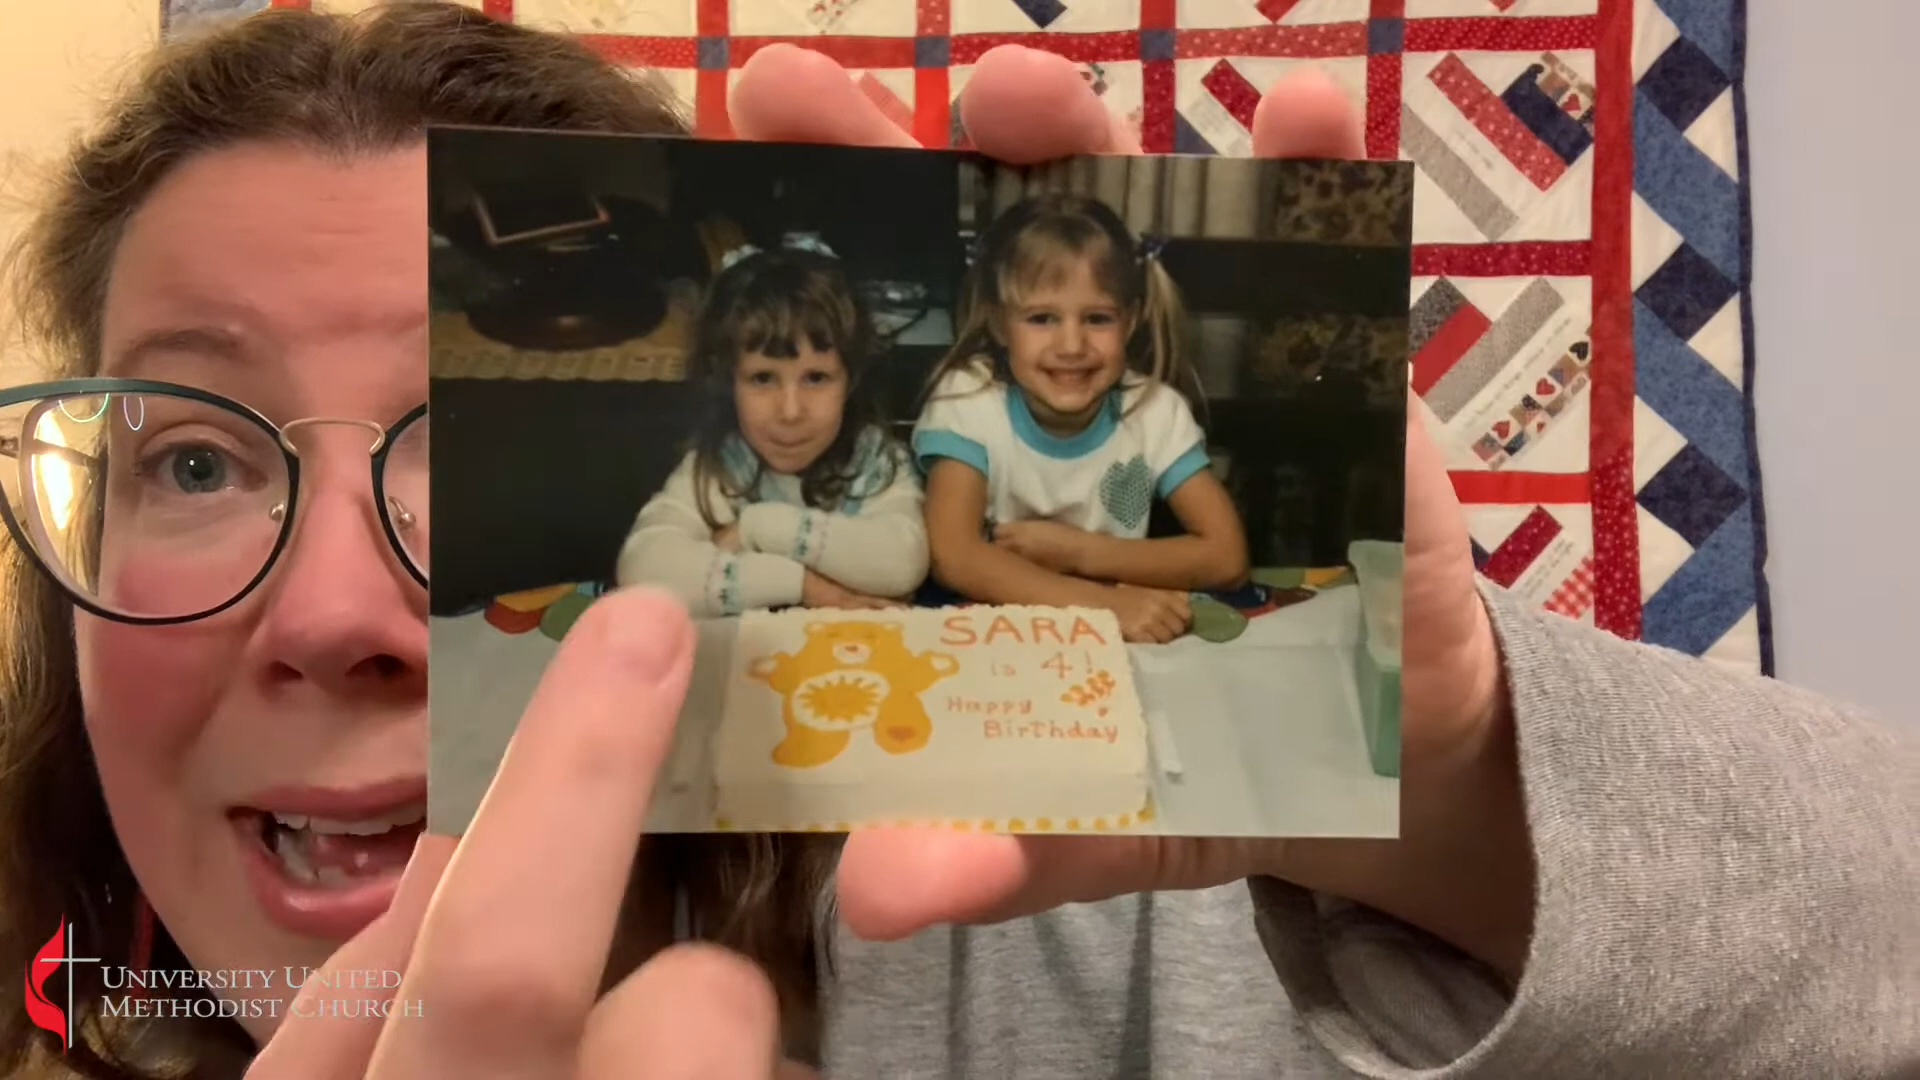 SARA
is 4!
Happy
Birthday
UNIVERSITY UNITED
METHODIST CHURCH